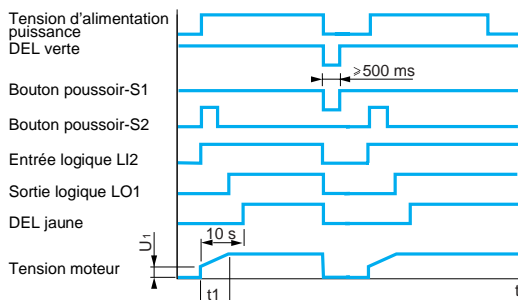 Tension d'alimentation
puissance
DEL verte
≥500 ms
Bouton poussoir-S1
Bouton poussoir-S2
Entrée logique LI2
Sortie logique LO1
DEL jaune
10 s
U1
Tension moteur
t1
t